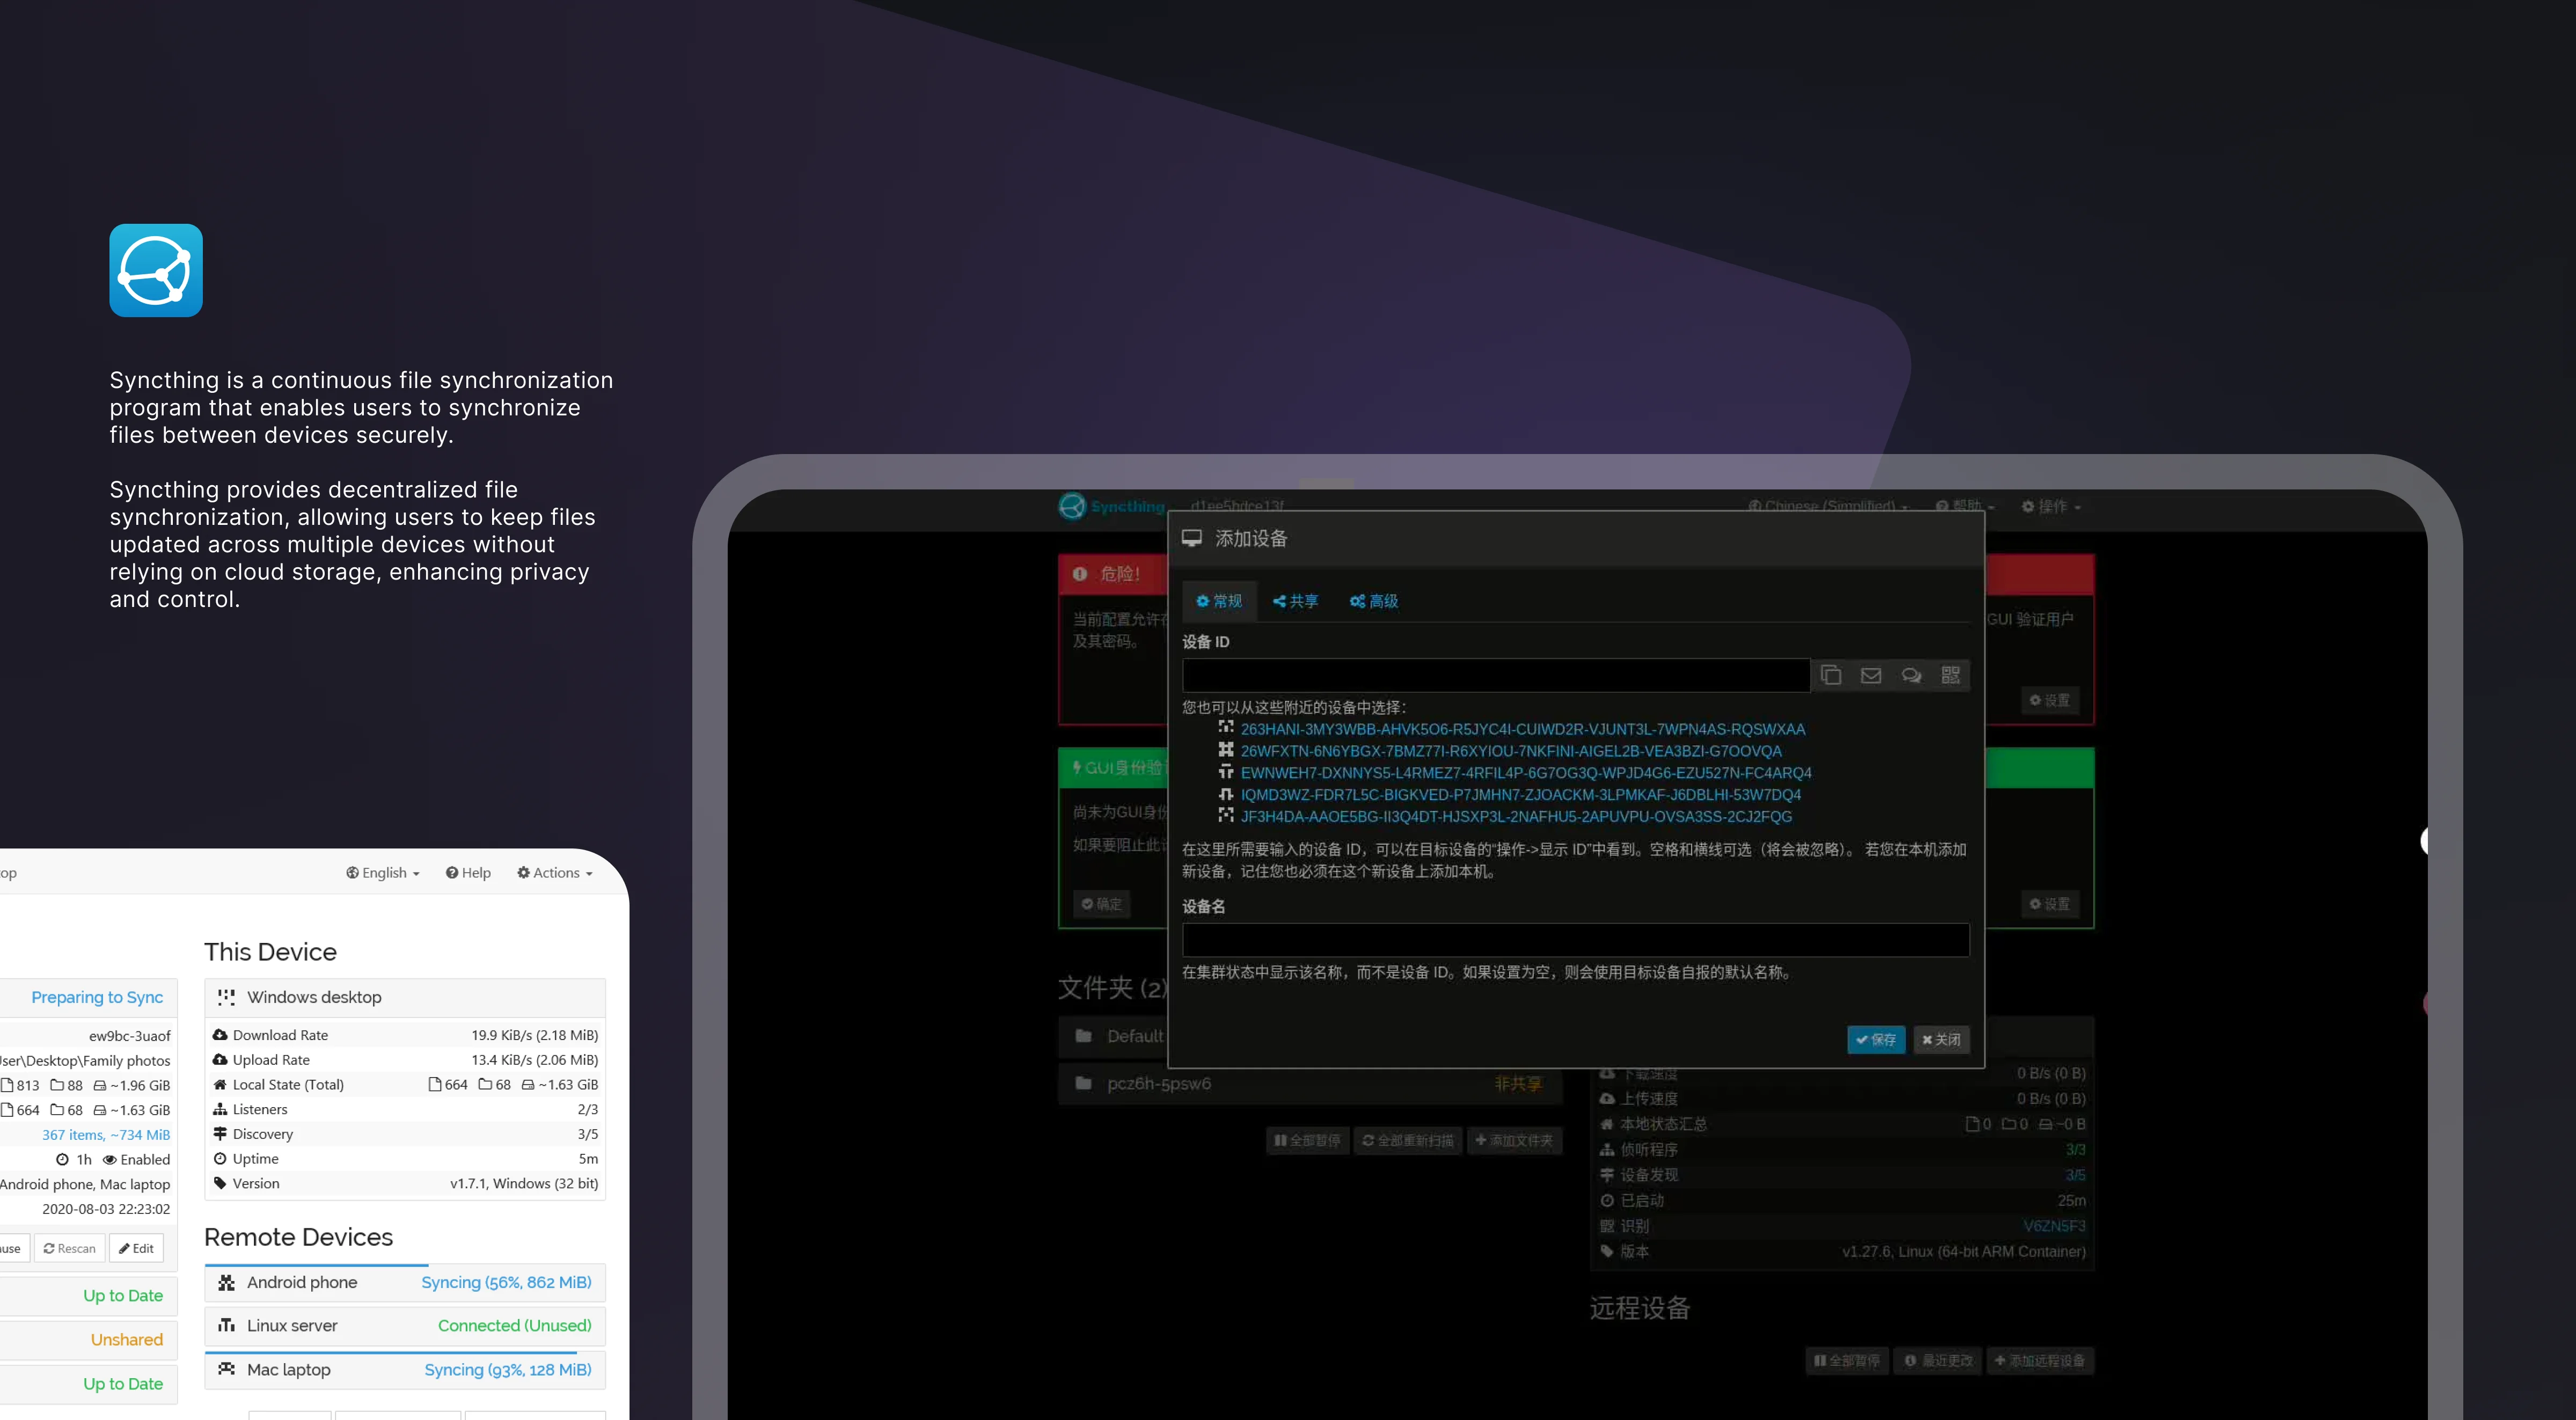 Syncthing is a continuous file synchronization
program that enables users to synchronize
files between devices securely.
Syncthing provides decentralized file
synchronization, allowing users to keep files
updated across multiple devices without
relying on cloud storage, enhancing privacy
and control.
op
English
Help
Actions
Preparing to Sync
ew9bc-3uaof
ser\Desktop\Family photos
813 88 ~1.96 GiB
664 68 ~1.63 GiB
367 items, ~734 MiB
1h Enabled
Android phone, Mac laptop
2020-08-03 22:23:02
use Rescan Edit
Up to Date
Unshared
Up to Date
This Device
Windows desktop
Download Rate 19.9 KiB/s (2.18 MiB)
Upload Rate 13.4 KiB/s (2.06 MiB)
Local State (Total) 664 68 ~1.63 GiB
Listeners 2/3
Discovery 3/5
Uptime 5m
Version v1.7.1, Windows (32 bit)
Remote Devices
Android phone Syncing (56%, 862 MiB)
Linux server Connected (Unused)
Mac laptop Syncing (93%, 128 MiB)
Syncthing d1ee5bdce13f Chinese (Simplified) 帮助 操作
添加设备
常规 共享 高级
设备 ID
您也可以从这些附近的设备中选择：
263HANI-3MY3WBB-AHVK5O6-R5JYC4I-CUIWD2R-VJUNT3L-7WPN4AS-RQSWXAA
26WFXTN-6N6YBGX-7BMZ77I-R6XYIOU-7NKFINI-AIGEL2B-VEA3BZI-G7OOVQA
EWNWEH7-DXNNYS5-L4RMEZ7-4RFIL4P-6G7OG3Q-WPJD4G6-EZU527N-FC4ARQ4
IQMD3WZ-FDR7L5C-BIGKVED-P7JMHN7-ZJOACKM-3LPMKAF-J6DBLHI-53W7DQ4
JF3H4DA-AAOE5BG-II3Q4DT-HJSXP3L-2NAFHU5-2APUVPU-OVSA3SS-2CJ2FQG
在这里所需要输入的设备 ID，可以在目标设备的“操作->显示 ID”中看到。空格和横线可选（将会被忽略）。 若您在本机添加
新设备，记住您也必须在这个新设备上添加本机。
设备名
在集群状态中显示该名称，而不是设备 ID。如果设置为空，则会使用目标设备自报的默认名称。
保存 关闭
危险！
当前配置允许在
及其密码。
GUI 验证用户
设置
GUI身份验
尚未为GUI身份
如果要阻止此
确定
设置
文件夹 (2)
Default
pcz6h-5psw6 非共享
全部暂停 全部重新扫描 添加文件夹
下载速度 0 B/s (0 B)
上传速度 0 B/s (0 B)
本地状态汇总 0 0 ~0 B
侦听程序 3/3
设备发现 3/5
已启动 25m
识别 V6ZN5F3
版本 v1.27.6, Linux (64-bit ARM Container)
远程设备
全部暂停 最近更改 添加远程设备